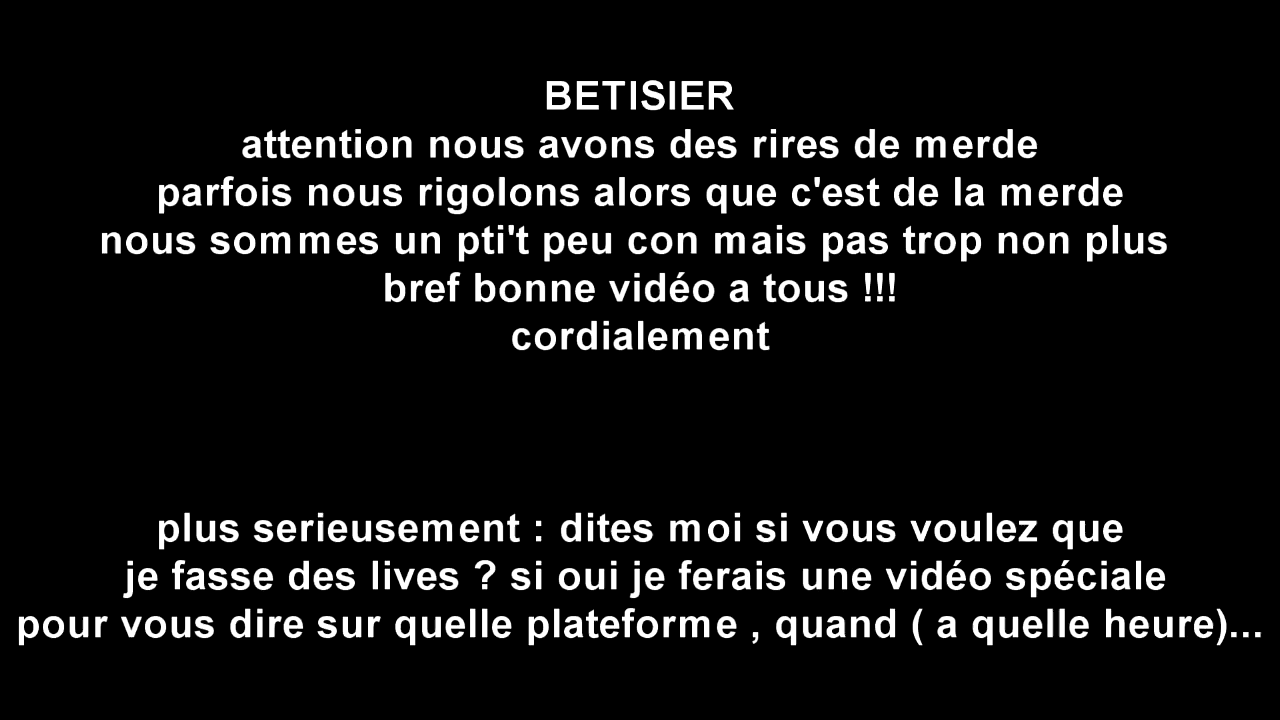 BETISIER
attention nous avons des rires de merde
parfois nous rigolons alors que c'est de la merde
nous sommes un pti't peu con mais pas trop non plus
bref bonne vidéo a tous !!!
cordialement
plus serieusement : dites moi si vous voulez que
je fasse des lives ? si oui je ferais une vidéo spéciale
pour vous dire sur quelle plateforme , quand ( a quelle heure)...